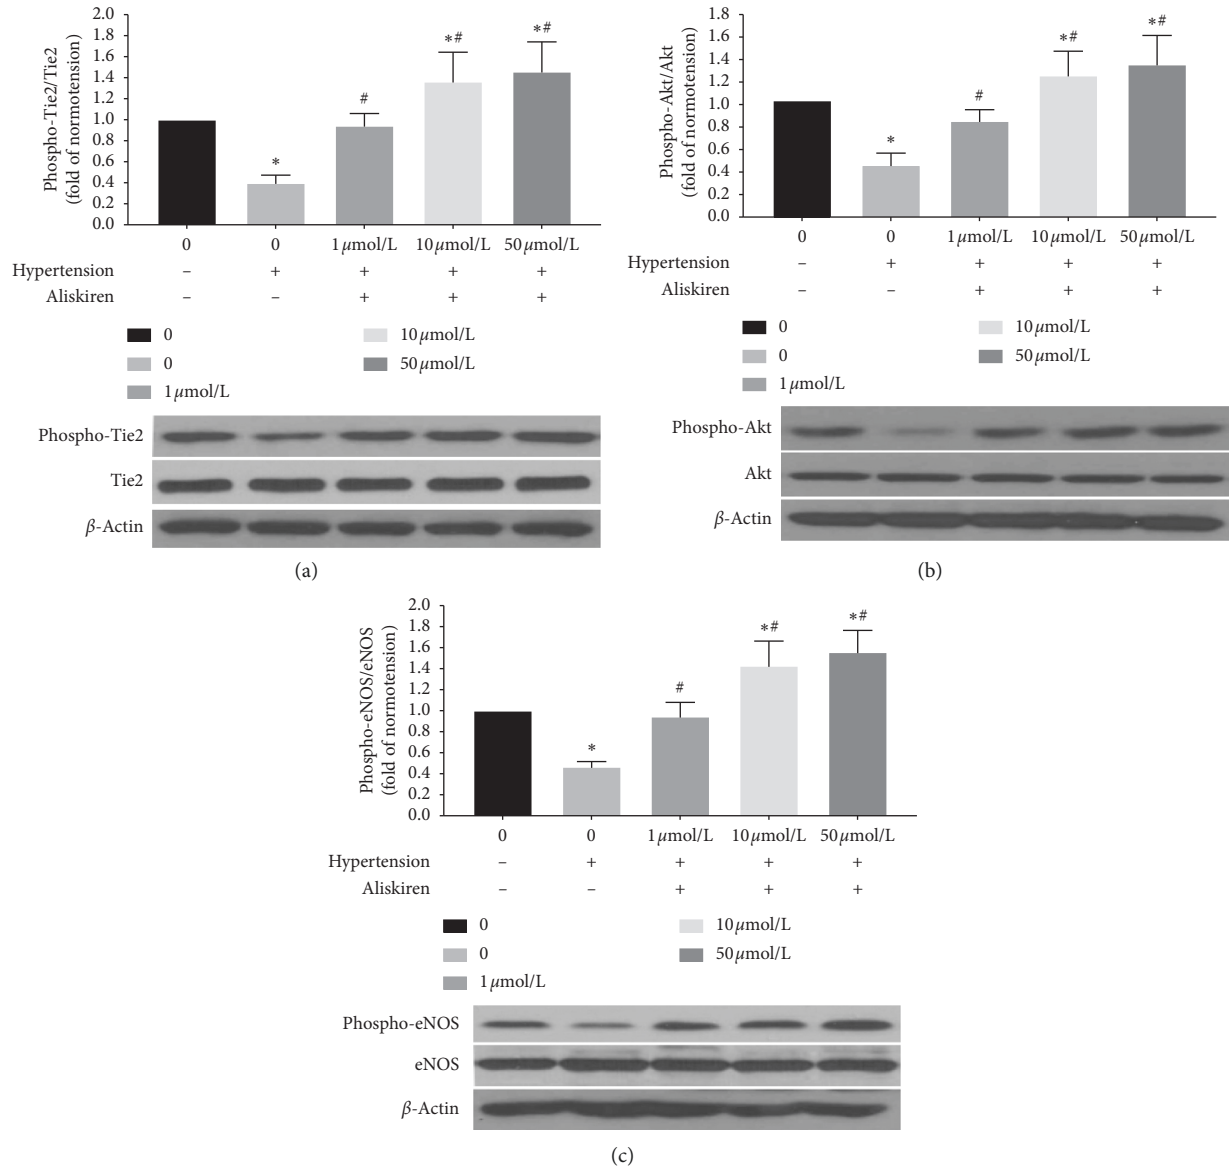 Phospho-Tie2/Tie2
(fold of normotension)
2.0
1.8
1.6
1.4
1.2
1.0
0.8
0.6
0.4
0.2
0.0
*
#
*#
*#
0 0 1 μmol/L 10 μmol/L 50 μmol/L
Hypertension – + + + +
Aliskiren – – + + +
0
0
1 μmol/L
10 μmol/L
50 μmol/L
Phospho-Tie2
Tie2
β-Actin
(a)
Phospho-Akt/Akt
(fold of normotension)
1.8
1.6
1.4
1.2
1.0
0.8
0.6
0.4
0.2
0.0
*
#
*#
*#
0 0 1 μmol/L 10 μmol/L 50 μmol/L
Hypertension – + + + +
Aliskiren – – + + +
0
0
1 μmol/L
10 μmol/L
50 μmol/L
Phospho-Akt
Akt
β-Actin
(b)
Phospho-eNOS/eNOS
(fold of normotension)
2.0
1.8
1.6
1.4
1.2
1.0
0.8
0.6
0.4
0.2
0.0
*
#
*#
*#
0 0 1 μmol/L 10 μmol/L 50 μmol/L
Hypertension – + + + +
Aliskiren – – + + +
0
0
1 μmol/L
10 μmol/L
50 μmol/L
Phospho-eNOS
eNOS
β-Actin
(c)